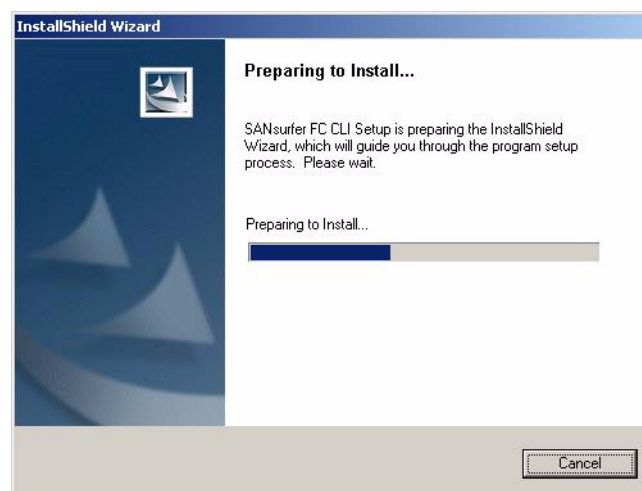 InstallShield Wizard
Preparing to Install...
SANsurfer FC CLI Setup is preparing the InstallShield
Wizard, which will guide you through the program setup
process. Please wait.
Preparing to Install...
Cancel